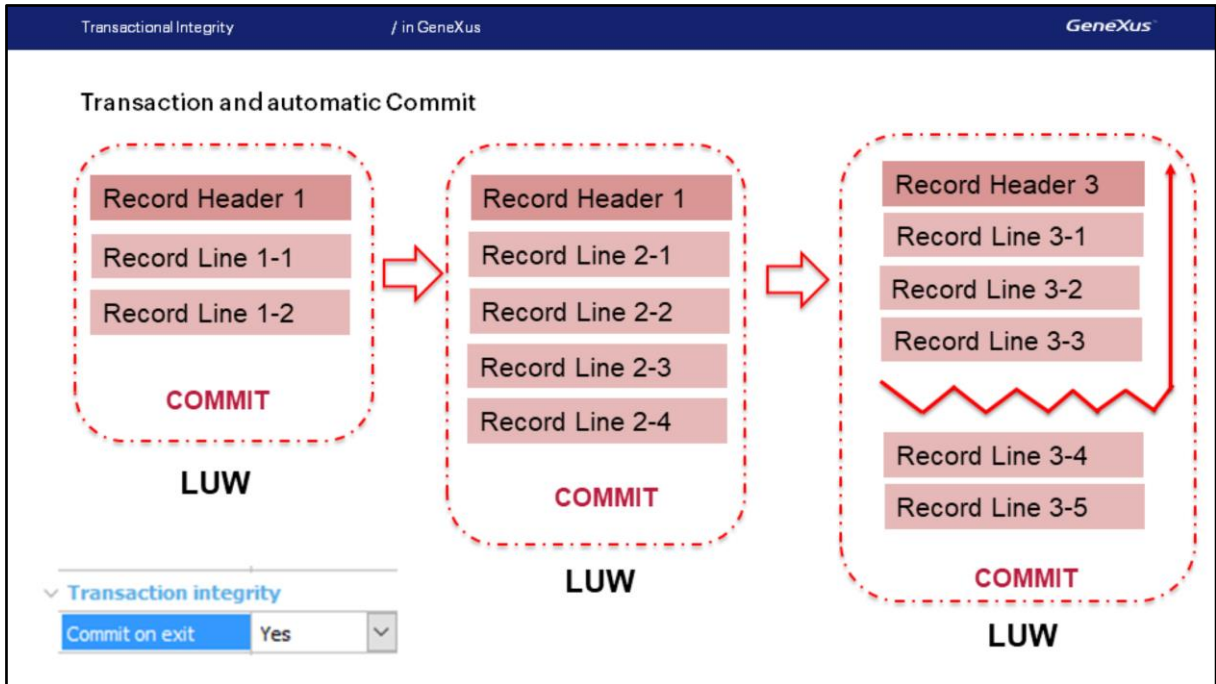 Transactional Integrity / in GeneXus GeneXus
Transaction and automatic Commit
Record Header 1
Record Line 1-1
Record Line 1-2
COMMIT
LUW
Record Header 1
Record Line 2-1
Record Line 2-2
Record Line 2-3
Record Line 2-4
COMMIT
LUW
Record Header 3
Record Line 3-1
Record Line 3-2
Record Line 3-3
Record Line 3-4
Record Line 3-5
COMMIT
LUW
Transaction integrity
Commit on exit Yes